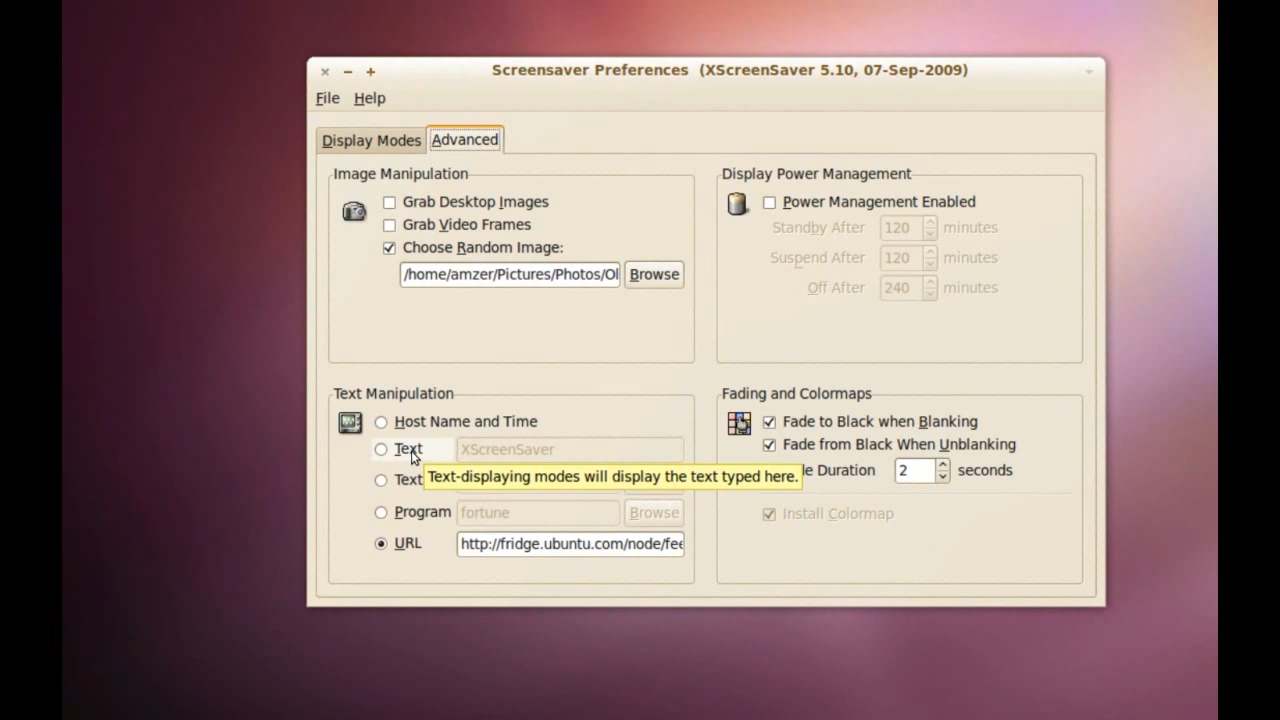 Screensaver Preferences (XScreenSaver 5.10, 07-Sep-2009)
File Help
Display Modes Advanced
Image Manipulation
Grab Desktop Images
Grab Video Frames
Choose Random Image:
/home/amzer/Pictures/Photos/Ol Browse
Display Power Management
Power Management Enabled
Standby After 120 minutes
Suspend After 120 minutes
Off After 240 minutes
Text Manipulation
Host Name and Time
Text XScreenSaver
Text-displaying modes will display the text typed here.
Text
Program fortune Browse
URL http://fridge.ubuntu.com/node/fee
Fading and Colormaps
Fade to Black when Blanking
Fade from Black When Unblanking
Duration 2 seconds
Install Colormap